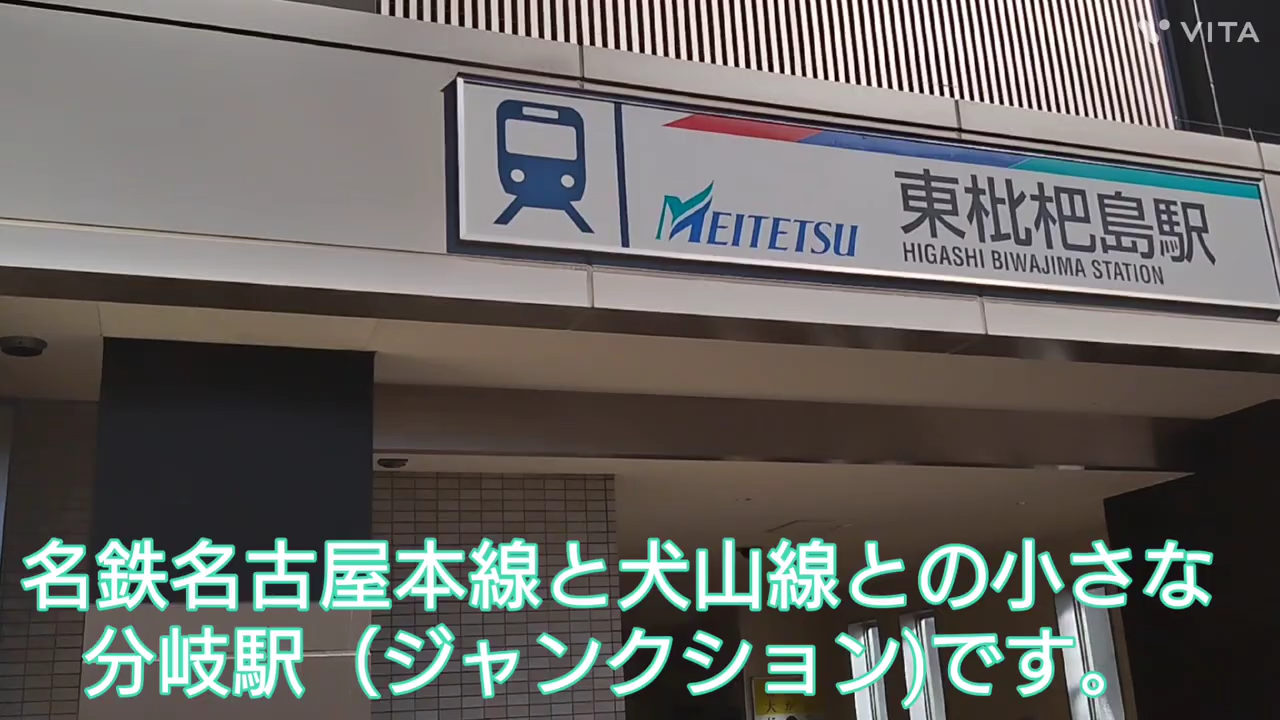 VITA
MEITETSU
東枇杷島駅
HIGASHI BIWAJIMA STATION
名鉄名古屋本線と犬山線との小さな
分岐駅（ジャンクション)です。